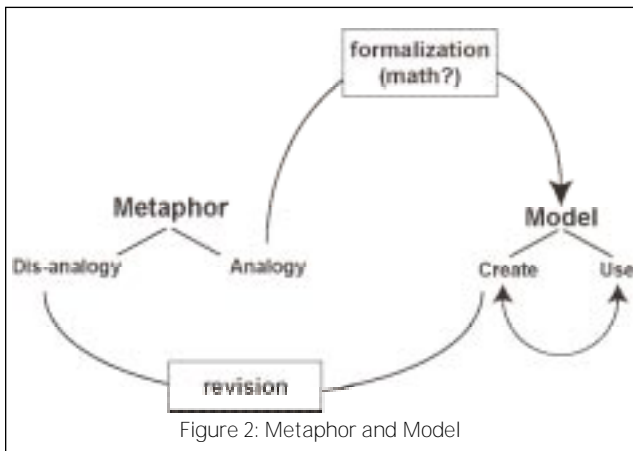 formalization
(math?)
Metaphor
Model
Dis-analogy
Analogy
Create
Use
revision
Figure 2: Metaphor and Model